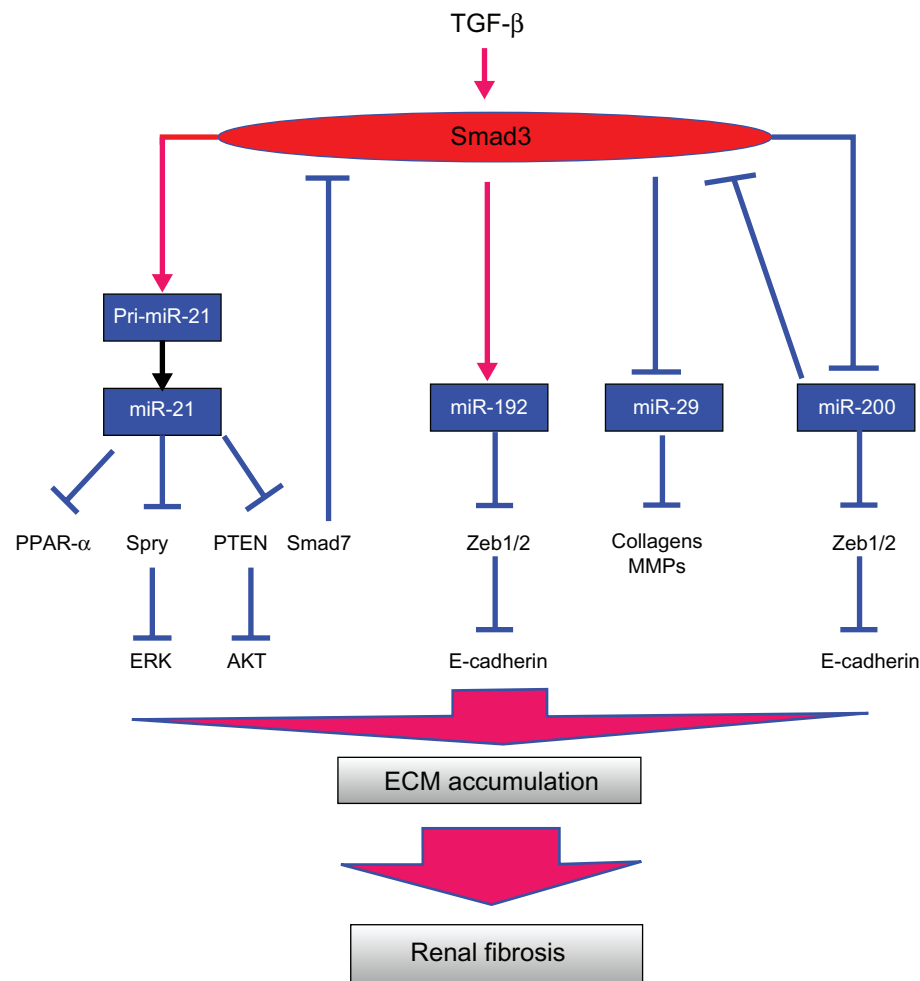 TGF-β
Smad3
Pri-miR-21
miR-21
miR-192
miR-29
miR-200
PPAR-α
Spry
PTEN
Smad7
Zeb1/2
Collagens
MMPs
Zeb1/2
ERK
AKT
E-cadherin
E-cadherin
ECM accumulation
Renal fibrosis